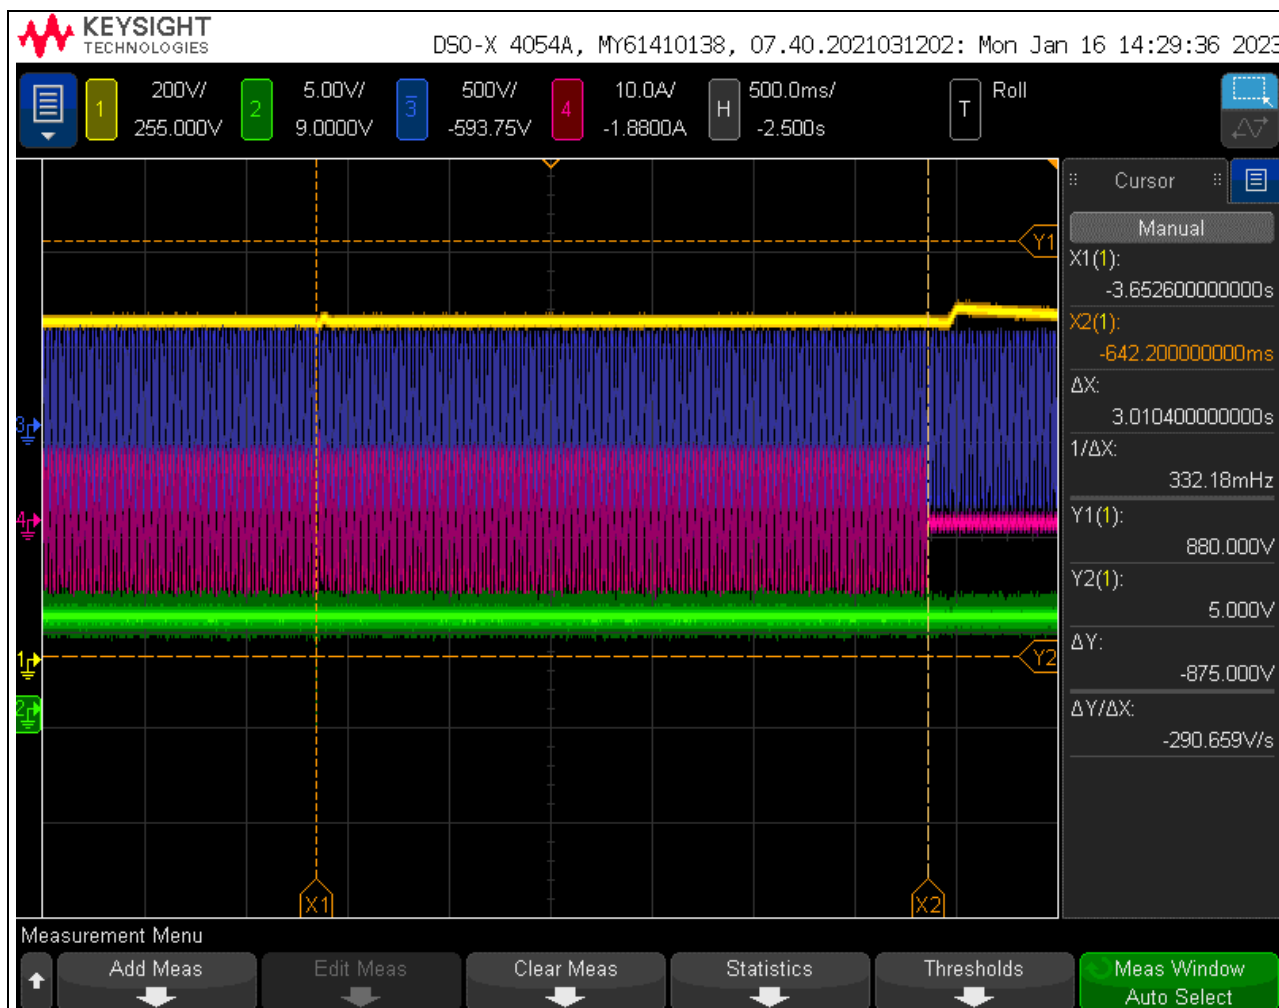 KEYSIGHT
TECHNOLOGIES
DSO-X 4054A, MY61410138, 07.40.2021031202: Mon Jan 16 14:29:36 2023
1 200V/ 2 5.00V/ 3 500V/ 4 10.0A/ H 500.0ms/ T Roll
255.000V 9.0000V -593.75V -1.8800A -2.500s
Cursor
Manual
Y1
X1(1):
-3.652600000000s
X2(1):
-642.200000000ms
ΔX:
3.010400000000s
3
1/ΔX:
332.18mHz
4
Y1(1):
880.000V
Y2(1):
5.000V
1
Y2
ΔY:
-875.000V
2
ΔY/ΔX:
-290.659V/s
X1 X2
Measurement Menu
Add Meas Edit Meas Clear Meas Statistics Thresholds Meas Window
Auto Select